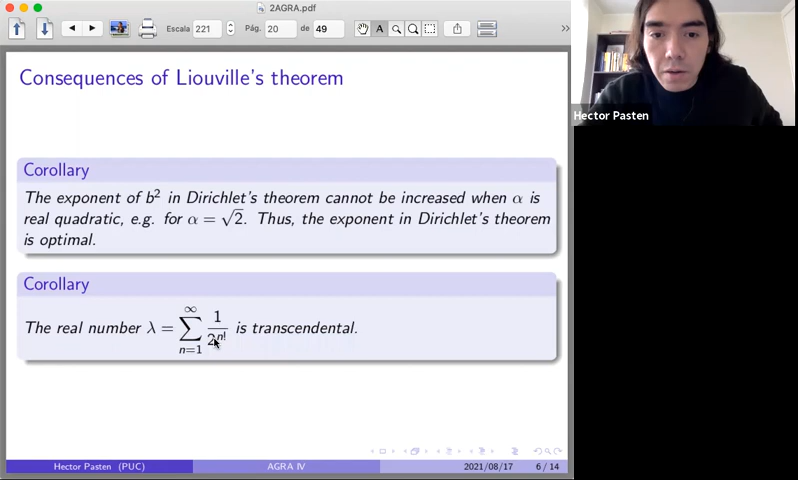 2AGRA.pdf
Escala 221 Pág. 20 de 49
Consequences of Liouville's theorem
Hector Pasten
Corollary
The exponent of b² in Dirichlet's theorem cannot be increased when α is
real quadratic, e.g. for α = √2. Thus, the exponent in Dirichlet's theorem
is optimal.
Corollary
The real number λ = ∑_{n=1}^{∞} 1/2^{n!} is transcendental.
Hector Pasten (PUC) AGRA IV 2021/08/17 6 / 14